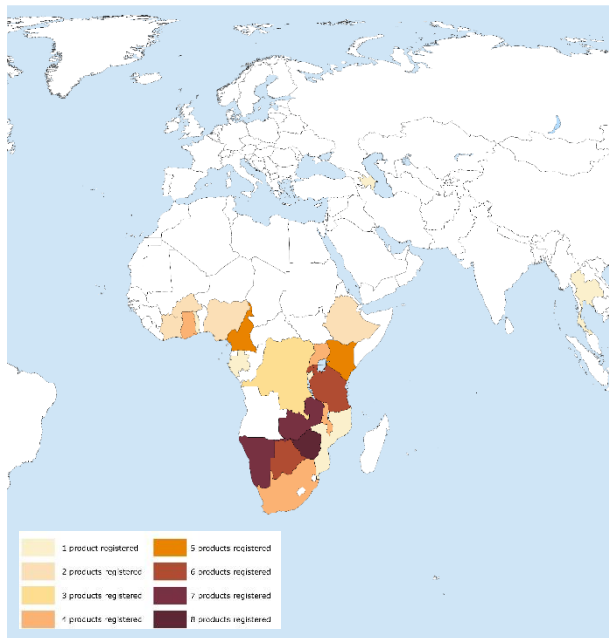 1 product registered
2 products registered
3 products registered
4 products registered
5 products registered
6 products registered
7 products registered
8 products registered